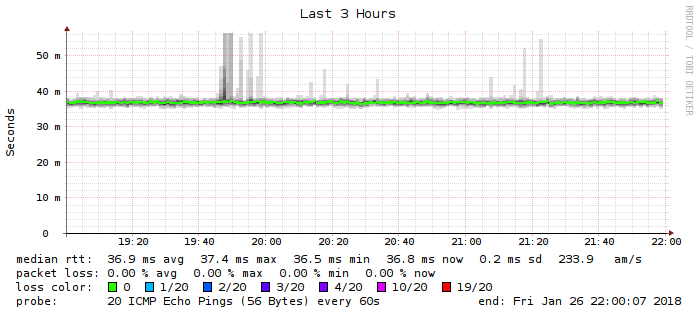 Last 3 Hours
RRDTOOL / TOBI OETIKER
Seconds
50 m
40 m
30 m
20 m
10 m
0
19:20 19:40 20:00 20:20 20:40 21:00 21:20 21:40 22:00
median rtt: 36.9 ms avg 37.4 ms max 36.5 ms min 36.8 ms now 0.2 ms sd 233.9 am/s
packet loss: 0.00 % avg 0.00 % max 0.00 % min 0.00 % now
loss color: 0 1/20 2/20 3/20 4/20 10/20 19/20
probe: 20 ICMP Echo Pings (56 Bytes) every 60s end: Fri Jan 26 22:00:07 2018